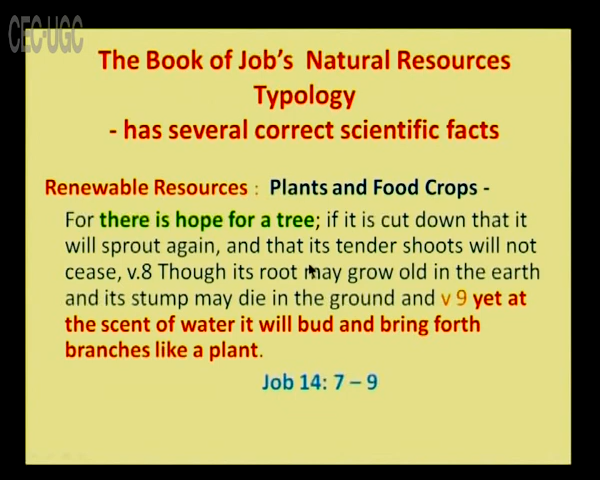 CEC-UGC
The Book of Job's Natural Resources
Typology
- has several correct scientific facts
Renewable Resources : Plants and Food Crops -
For there is hope for a tree; if it is cut down that it
will sprout again, and that its tender shoots will not
cease, v.8 Though its root may grow old in the earth
and its stump may die in the ground and v 9 yet at
the scent of water it will bud and bring forth
branches like a plant.
Job 14: 7 – 9